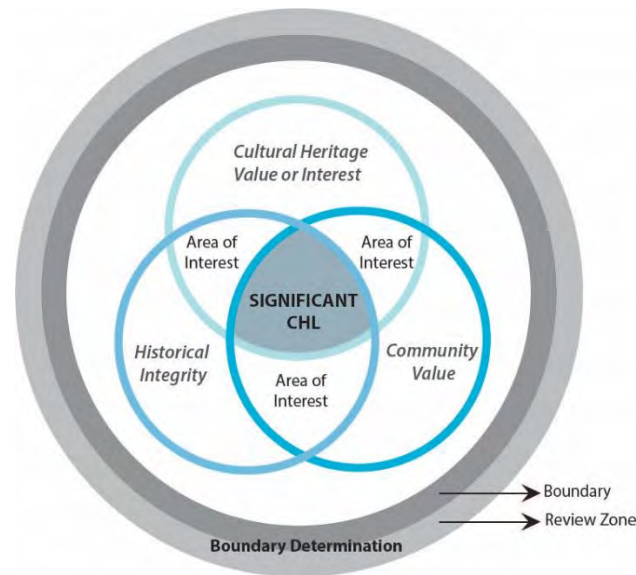 Cultural Heritage
Value or Interest
Area of
Interest
Area of
Interest
SIGNIFICANT
CHL
Historical
Integrity
Community
Value
Area of
Interest
Boundary
Review Zone
Boundary Determination